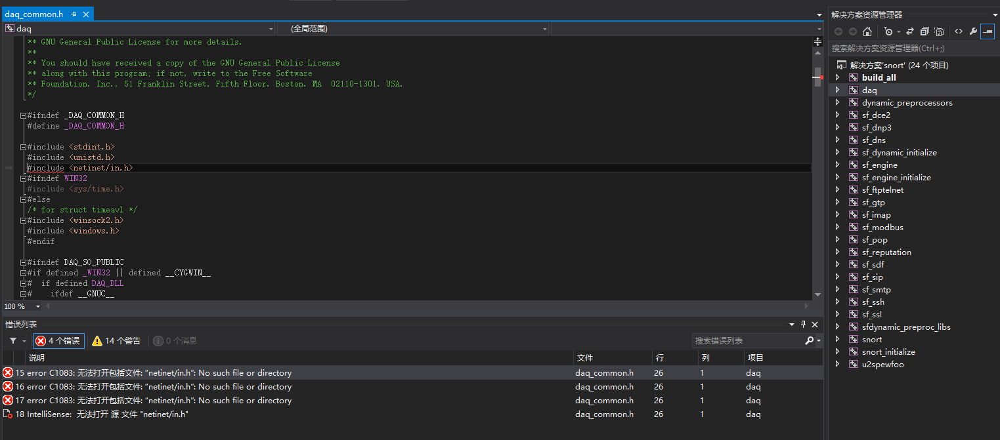 daq_common.h
daq
(全局范围)
** GNU General Public License for more details.
**
** You should have received a copy of the GNU General Public License
** along with this program; if not, write to the Free Software
** Foundation, Inc., 51 Franklin Street, Fifth Floor, Boston, MA  02110-1301, USA.
*/
#ifndef _DAQ_COMMON_H
#define _DAQ_COMMON_H
#include <stdint.h>
#include <unistd.h>
#include <netinet/in.h>
#ifndef WIN32
#include <sys/time.h>
#else
/* for struct timeavl */
#include <winsock2.h>
#include <windows.h>
#endif
#ifndef DAQ_SO_PUBLIC
#if defined _WIN32 || defined __CYGWIN__
#  if defined DAQ_DLL
#    ifdef __GNUC__
100 %
错误列表
4 个错误 14 个警告 0 个消息 搜索错误列表
说明 文件 行 列 项目
15 error C1083: 无法打开包括文件: “netinet/in.h”: No such file or directory daq_common.h 26 1 daq
16 error C1083: 无法打开包括文件: “netinet/in.h”: No such file or directory daq_common.h 26 1 daq
17 error C1083: 无法打开包括文件: “netinet/in.h”: No such file or directory daq_common.h 26 1 daq
18 IntelliSense: 无法打开 源 文件 "netinet/in.h" daq_common.h 26 1 daq
解决方案资源管理器
搜索解决方案资源管理器(Ctrl+;)
解决方案'snort' (24 个项目)
build_all
daq
dynamic_preprocessors
sf_dce2
sf_dnp3
sf_dns
sf_dynamic_initialize
sf_engine
sf_engine_initialize
sf_ftptelnet
sf_gtp
sf_imap
sf_modbus
sf_pop
sf_reputation
sf_sdf
sf_sip
sf_smtp
sf_ssh
sf_ssl
sfdynamic_preproc_libs
snort
snort_initialize
u2spewfoo